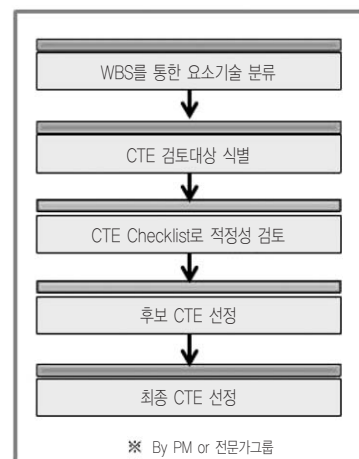 WBS를 통한 요소기술 분류
CTE 검토대상 식별
CTE Checklist로 적정성 검토
후보 CTE 선정
최종 CTE 선정
※ By PM or 전문가그룹